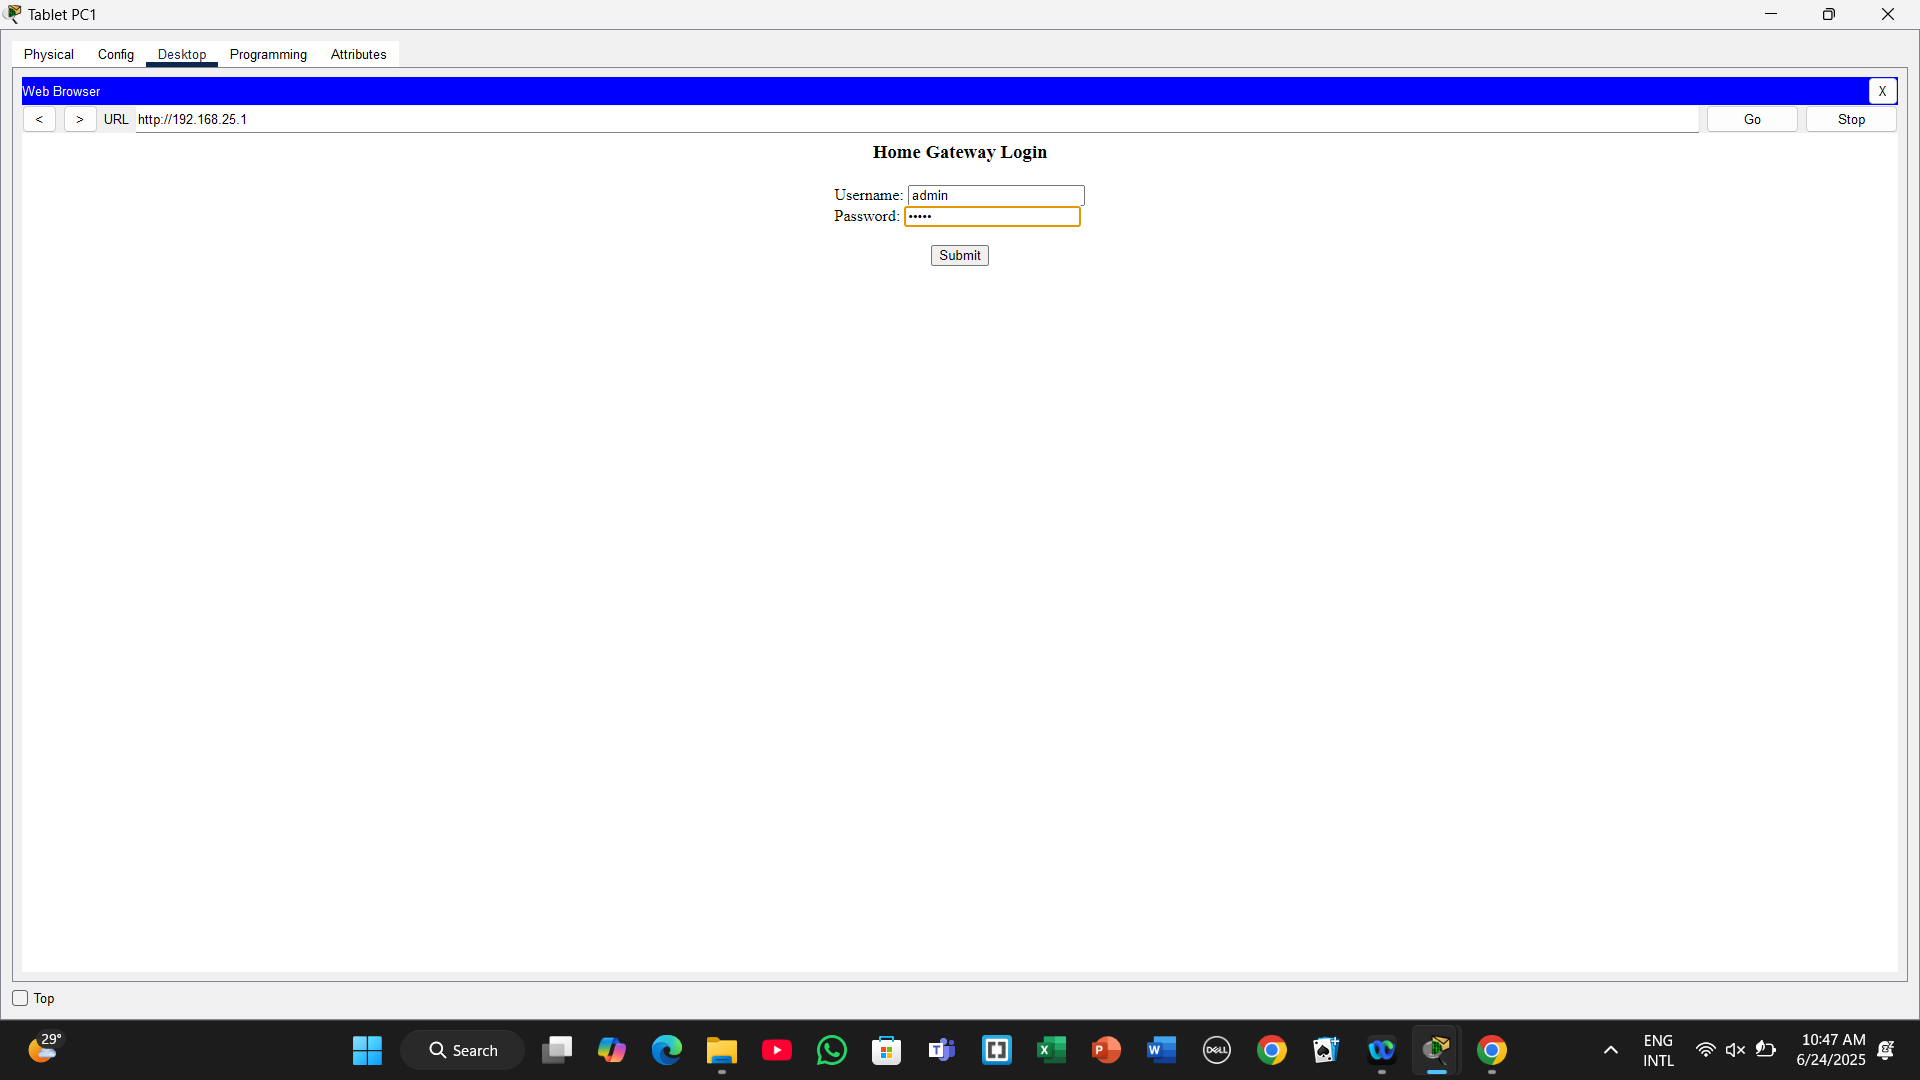 Tablet PC1
Physical Config Desktop Programming Attributes
Web Browser X
< > URL http://192.168.25.1 Go Stop
Home Gateway Login
Username: admin
Password: •••••
Submit
Top
29°
Search
ENG
INTL
10:47 AM
6/24/2025